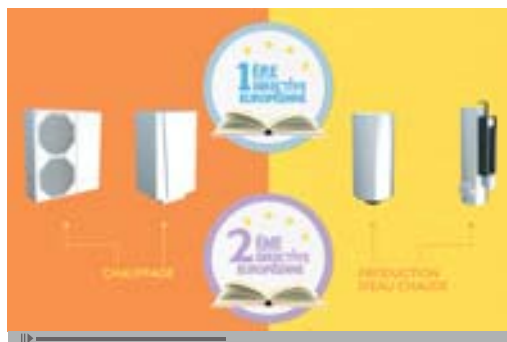 1ÈRE
DIRECTIVE
EUROPÉENNE
2ÈME
DIRECTIVE
EUROPÉENNE
CHAUFFAGE
PRODUCTION
D'EAU CHAUDE